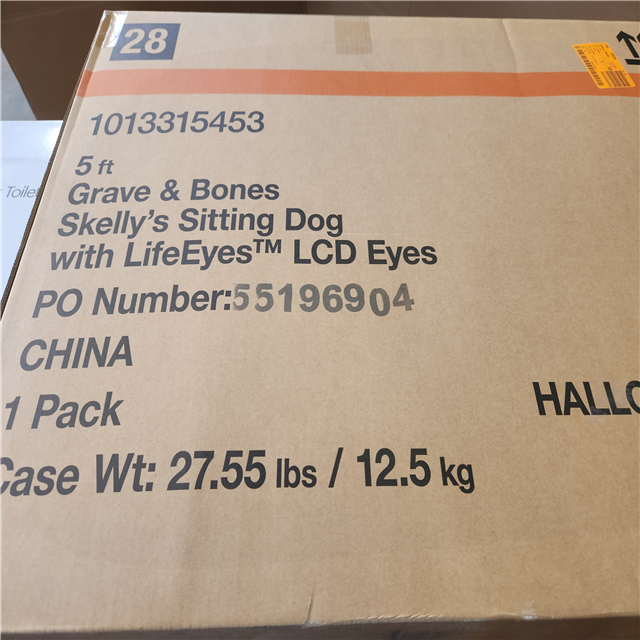 28
1013315453
5 ft
Grave & Bones
Skelly's Sitting Dog
with LifeEyes™ LCD Eyes
PO Number:55196904
CHINA
1 Pack
HALLO
Case Wt: 27.55 lbs / 12.5 kg
Toilet